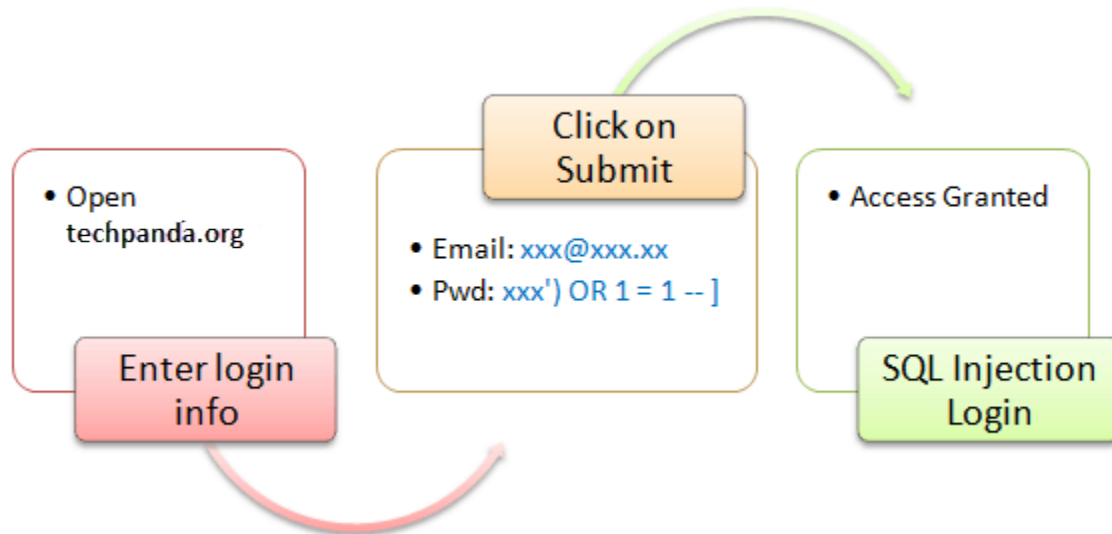 • Open
techpanda.org
Enter login
info
Click on
Submit
• Email: xxx@xxx.xx
• Pwd: xxx') OR 1 = 1 -- ]
• Access Granted
SQL Injection
Login